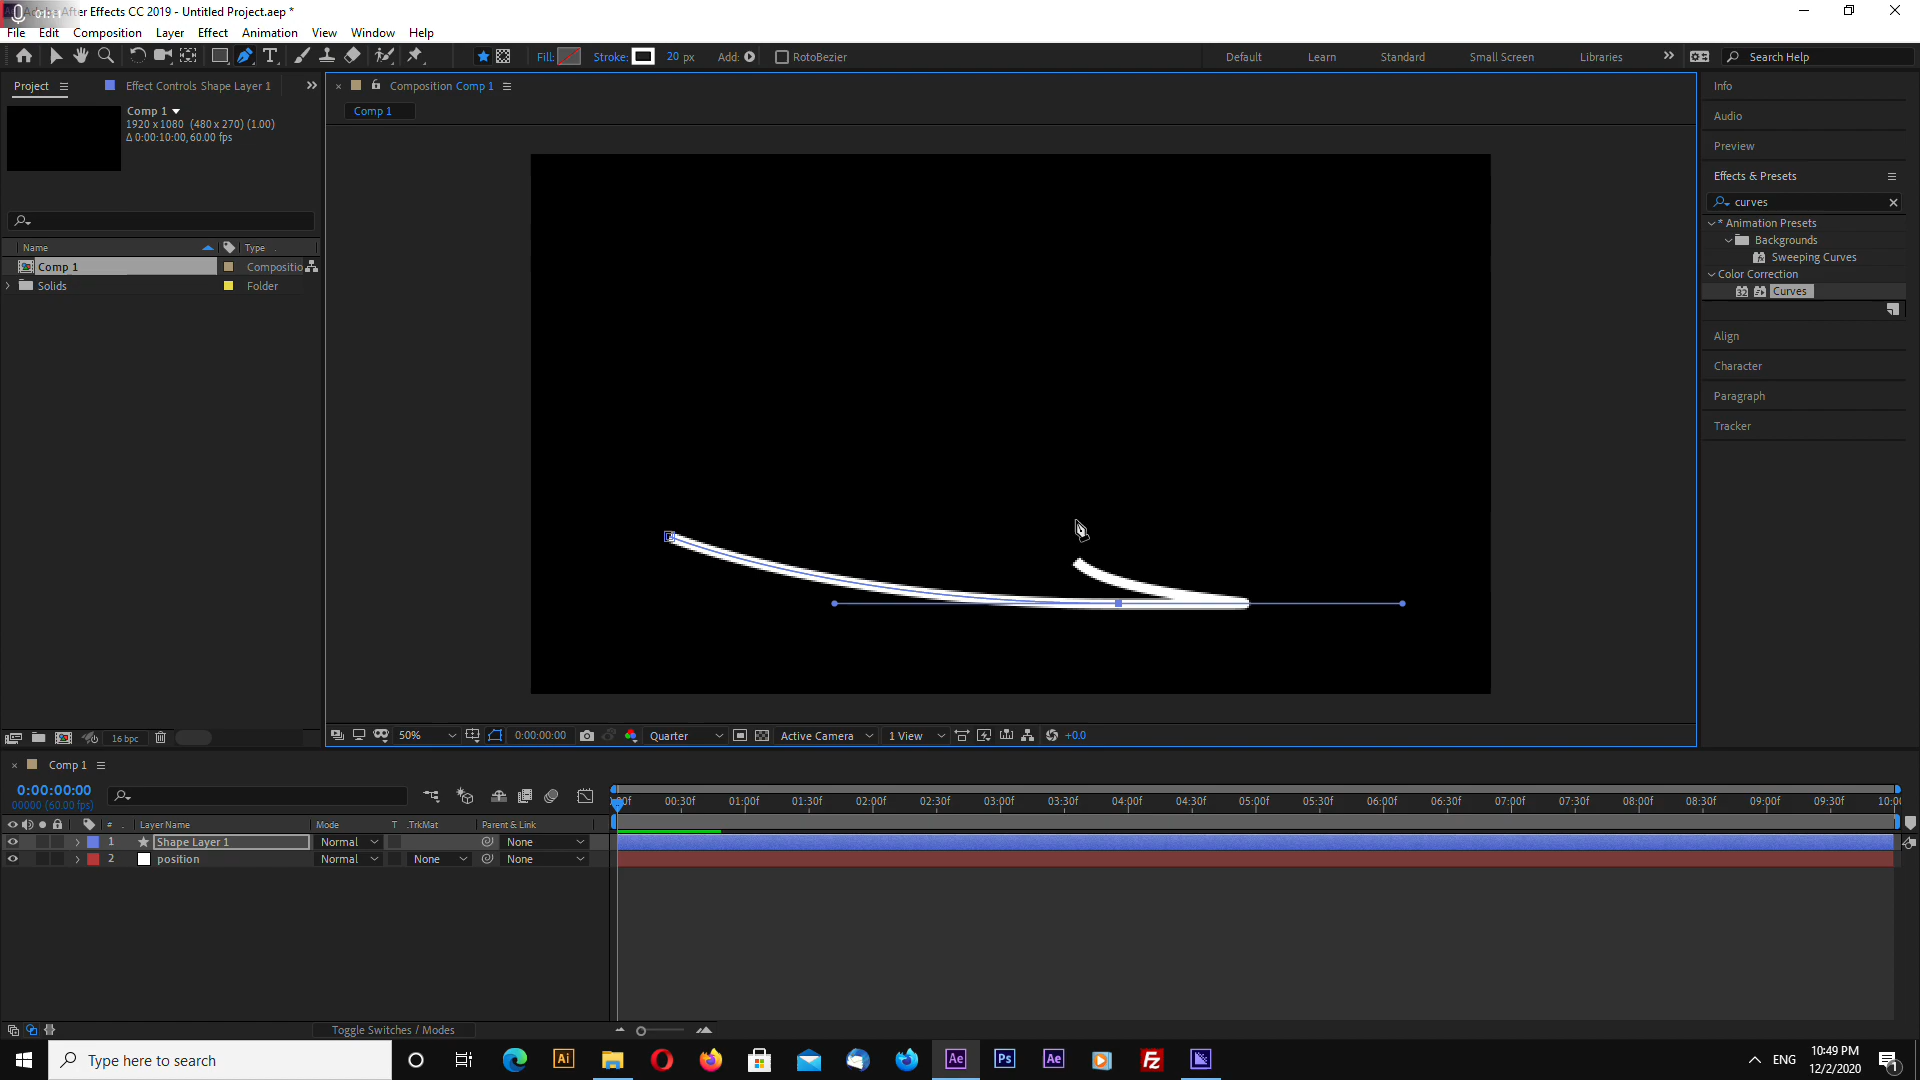 Adobe After Effects CC 2019 - Untitled Project.aep *
File Edit Composition Layer Effect Animation View Window Help
Fill: Stroke: 20 px Add: RotoBezier Default Learn Standard Small Screen Libraries Search Help
Project Effect Controls Shape Layer 1
Comp 1
1920 x 1080 (480 x 270) (1.00)
Δ 0:00:10:00, 60.00 fps
Name Type
Comp 1 Compositio
Solids Folder
16 bpc
Composition Comp 1
Comp 1
50% 0:00:00:00 Quarter Active Camera 1 View +0.0
Info
Audio
Preview
Effects & Presets
curves
* Animation Presets
Backgrounds
Sweeping Curves
Color Correction
32 Curves
Align
Character
Paragraph
Tracker
Comp 1
0:00:00:00
00000 (60.00 fps)
00:30f 01:00f 01:30f 02:00f 02:30f 03:00f 03:30f 04:00f 04:30f 05:00f 05:30f 06:00f 06:30f 07:00f 07:30f 08:00f 08:30f 09:00f 09:30f 10:00
# Layer Name Mode T .TrkMat Parent & Link
1 Shape Layer 1 Normal None
2 position Normal None None
Toggle Switches / Modes
Type here to search
Ai Ae Ps Ae Fz
ENG
10:49 PM
12/2/2020
1